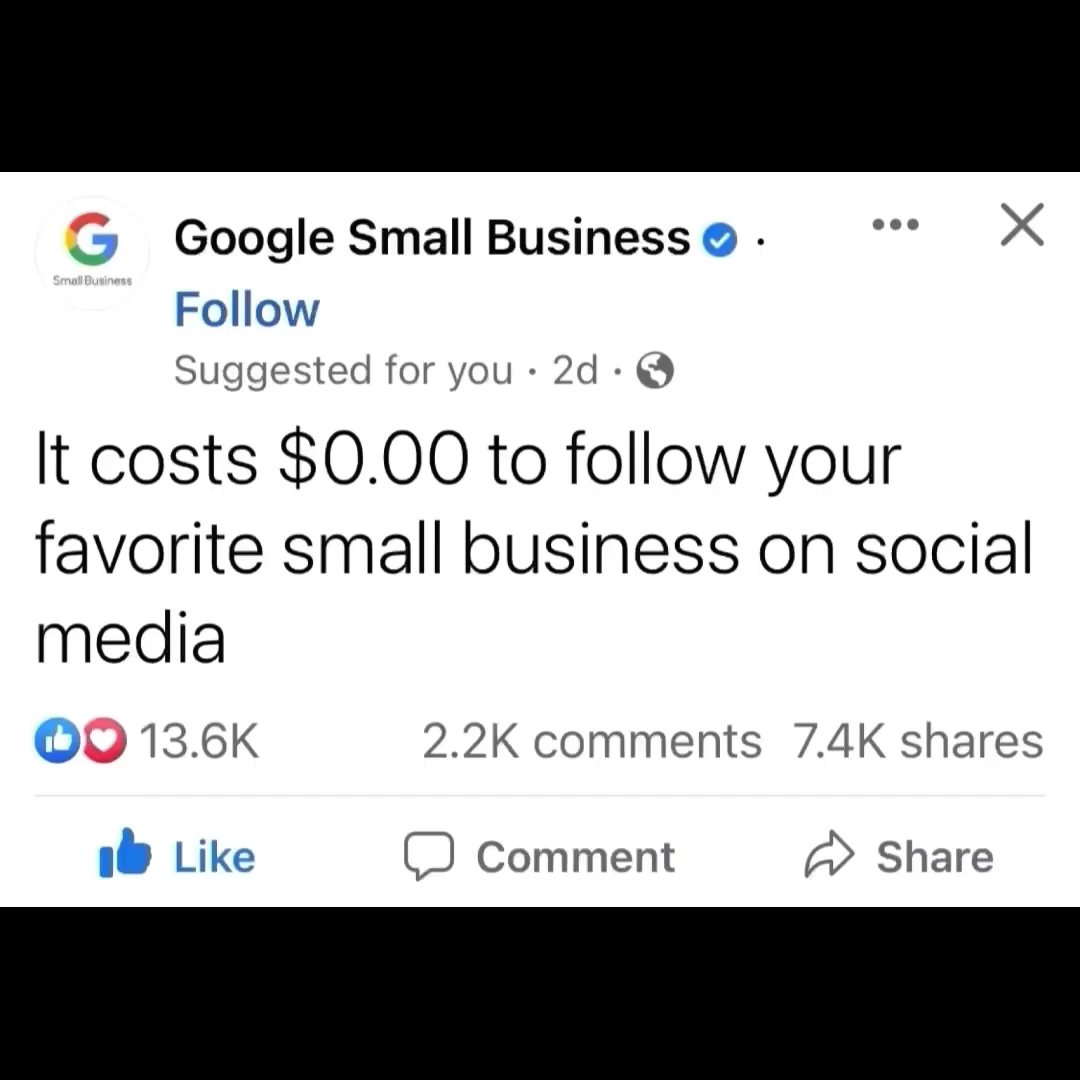 Google Small Business ·
Small Business
Follow
Suggested for you · 2d ·
It costs $0.00 to follow your
favorite small business on social
media
13.6K 2.2K comments 7.4K shares
Like Comment Share